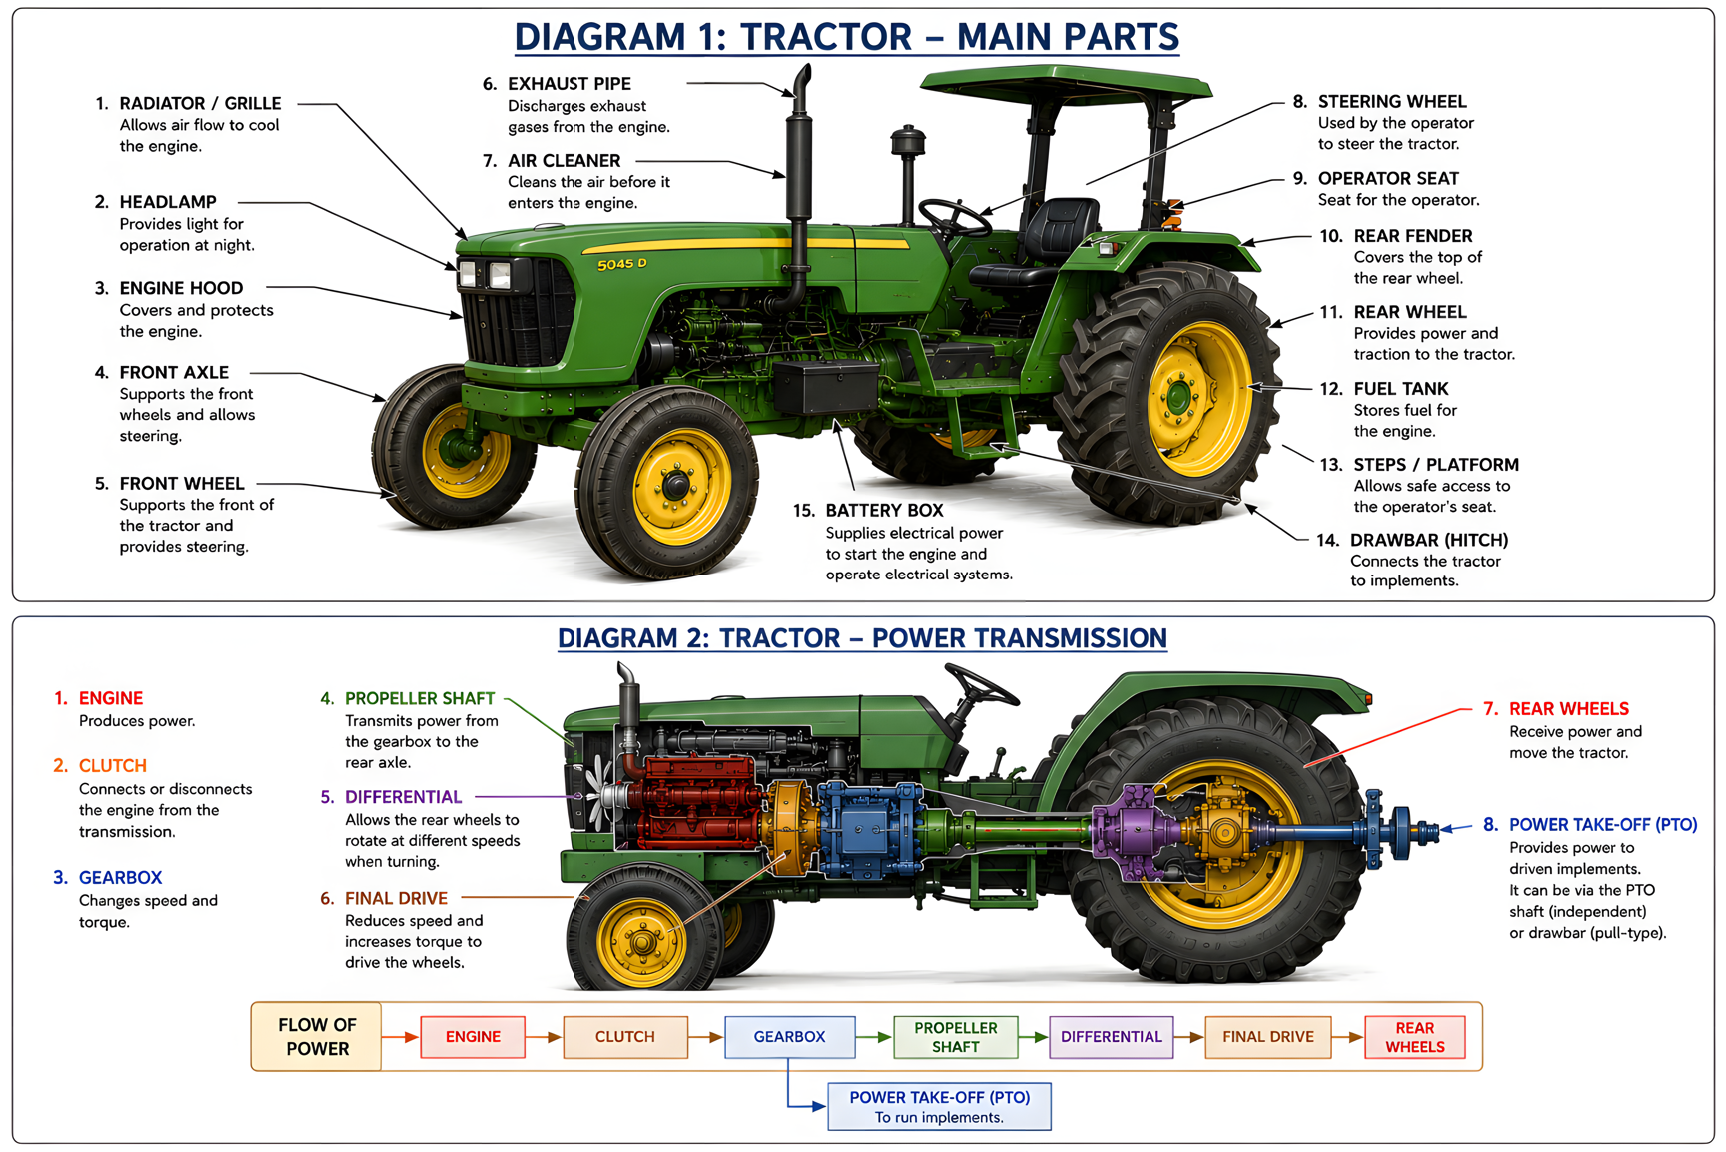 DIAGRAM 1: TRACTOR – MAIN PARTS
1. RADIATOR / GRILLE
Allows air flow to cool
the engine.
2. HEADLAMP
Provides light for
operation at night.
3. ENGINE HOOD
Covers and protects
the engine.
4. FRONT AXLE
Supports the front
wheels and allows
steering.
5. FRONT WHEEL
Supports the front of
the tractor and
provides steering.
6. EXHAUST PIPE
Discharges exhaust
gases from the engine.
7. AIR CLEANER
Cleans the air before it
enters the engine.
5045 D
8. STEERING WHEEL
Used by the operator
to steer the tractor.
9. OPERATOR SEAT
Seat for the operator.
10. REAR FENDER
Covers the top of
the rear wheel.
11. REAR WHEEL
Provides power and
traction to the tractor.
12. FUEL TANK
Stores fuel for
the engine.
13. STEPS / PLATFORM
Allows safe access to
the operator's seat.
14. DRAWBAR (HITCH)
Connects the tractor
to implements.
15. BATTERY BOX
Supplies electrical power
to start the engine and
operate electrical systems.
DIAGRAM 2: TRACTOR – POWER TRANSMISSION
1. ENGINE
Produces power.
2. CLUTCH
Connects or disconnects
the engine from the
transmission.
3. GEARBOX
Changes speed and
torque.
4. PROPELLER SHAFT
Transmits power from
the gearbox to the
rear axle.
5. DIFFERENTIAL
Allows the rear wheels to
rotate at different speeds
when turning.
6. FINAL DRIVE
Reduces speed and
increases torque to
drive the wheels.
7. REAR WHEELS
Receive power and
move the tractor.
8. POWER TAKE-OFF (PTO)
Provides power to
driven implements.
It can be via the PTO
shaft (independent)
or drawbar (pull-type).
FLOW OF
POWER
ENGINE
CLUTCH
GEARBOX
PROPELLER
SHAFT
DIFFERENTIAL
FINAL DRIVE
REAR
WHEELS
POWER TAKE-OFF (PTO)
To run implements.